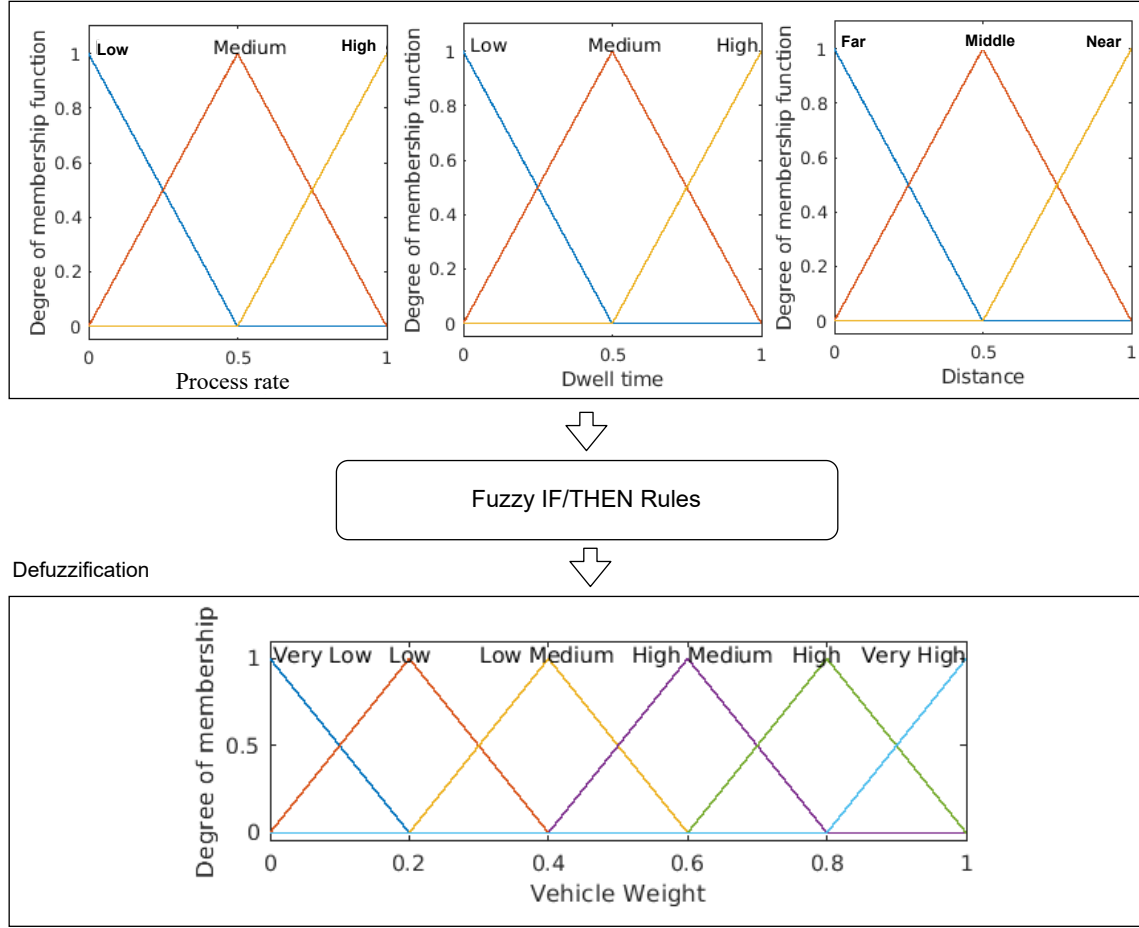 Low Medium High
Degree of membership function
1
0.8
0.6
0.4
0.2
0
0 0.5 1
Process rate
Low Medium High
Degree of membership function
1
0.8
0.6
0.4
0.2
0
0 0.5 1
Dwell time
Far Middle Near
Degree of membership function
1
0.8
0.6
0.4
0.2
0
0 0.5 1
Distance
Fuzzy IF/THEN Rules
Defuzzification
Very Low Low Low Medium High Medium High Very High
Degree of membership
1
0.5
0
0 0.2 0.4 0.6 0.8 1
Vehicle Weight